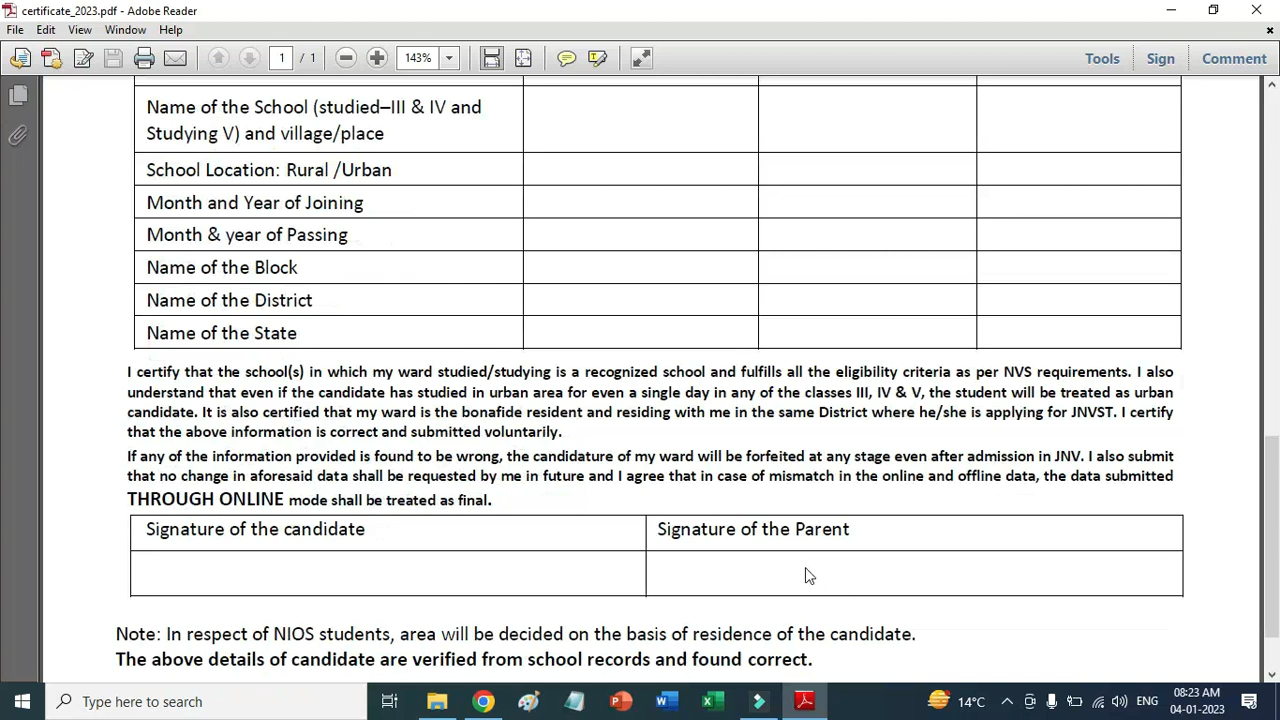 certificate_2023.pdf - Adobe Reader
File Edit View Window Help
1 / 1 143% Tools Sign Comment
Name of the School (studied–III & IV and
Studying V) and village/place
School Location: Rural /Urban
Month and Year of Joining
Month & year of Passing
Name of the Block
Name of the District
Name of the State
I certify that the school(s) in which my ward studied/studying is a recognized school and fulfills all the eligibility criteria as per NVS requirements. I also
understand that even if the candidate has studied in urban area for even a single day in any of the classes III, IV & V, the student will be treated as urban
candidate. It is also certified that my ward is the bonafide resident and residing with me in the same District where he/she is applying for JNVST. I certify
that the above information is correct and submitted voluntarily.
If any of the information provided is found to be wrong, the candidature of my ward will be forfeited at any stage even after admission in JNV. I also submit
that no change in aforesaid data shall be requested by me in future and I agree that in case of mismatch in the online and offline data, the data submitted
THROUGH ONLINE mode shall be treated as final.
Signature of the candidate Signature of the Parent
Note: In respect of NIOS students, area will be decided on the basis of residence of the candidate.
The above details of candidate are verified from school records and found correct.
Type here to search 14°C ENG 08:23 AM
04-01-2023